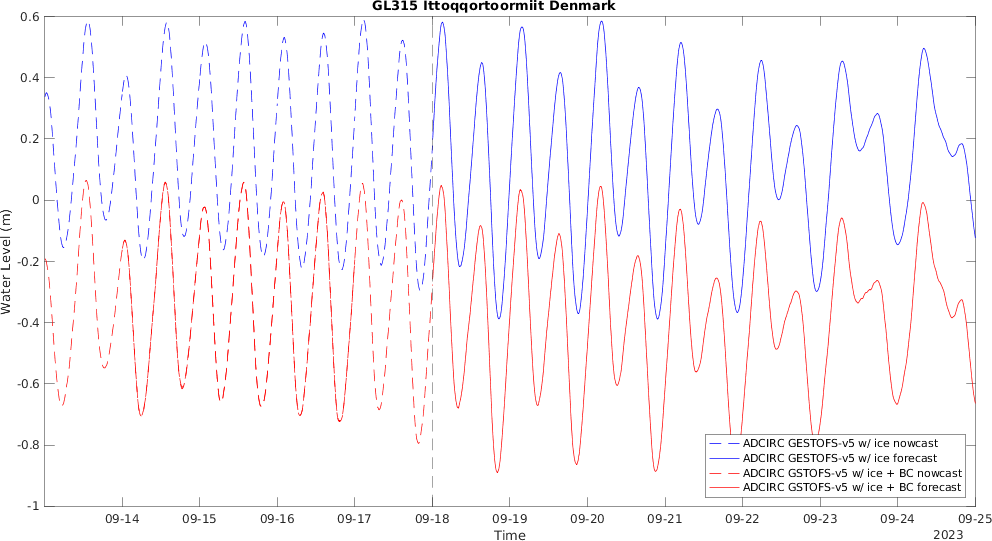 GL315 Ittoqqortoormiit Denmark
0.6
0.4
0.2
0
-0.2
-0.4
-0.6
-0.8
-1
Water Level (m)
ADCIRC GESTOFS-v5 w/ ice nowcast
ADCIRC GESTOFS-v5 w/ ice forecast
ADCIRC GSTOFS-v5 w/ ice + BC nowcast
ADCIRC GSTOFS-v5 w/ ice + BC forecast
09-14 09-15 09-16 09-17 09-18 09-19 09-20 09-21 09-22 09-23 09-24 09-25
Time
2023